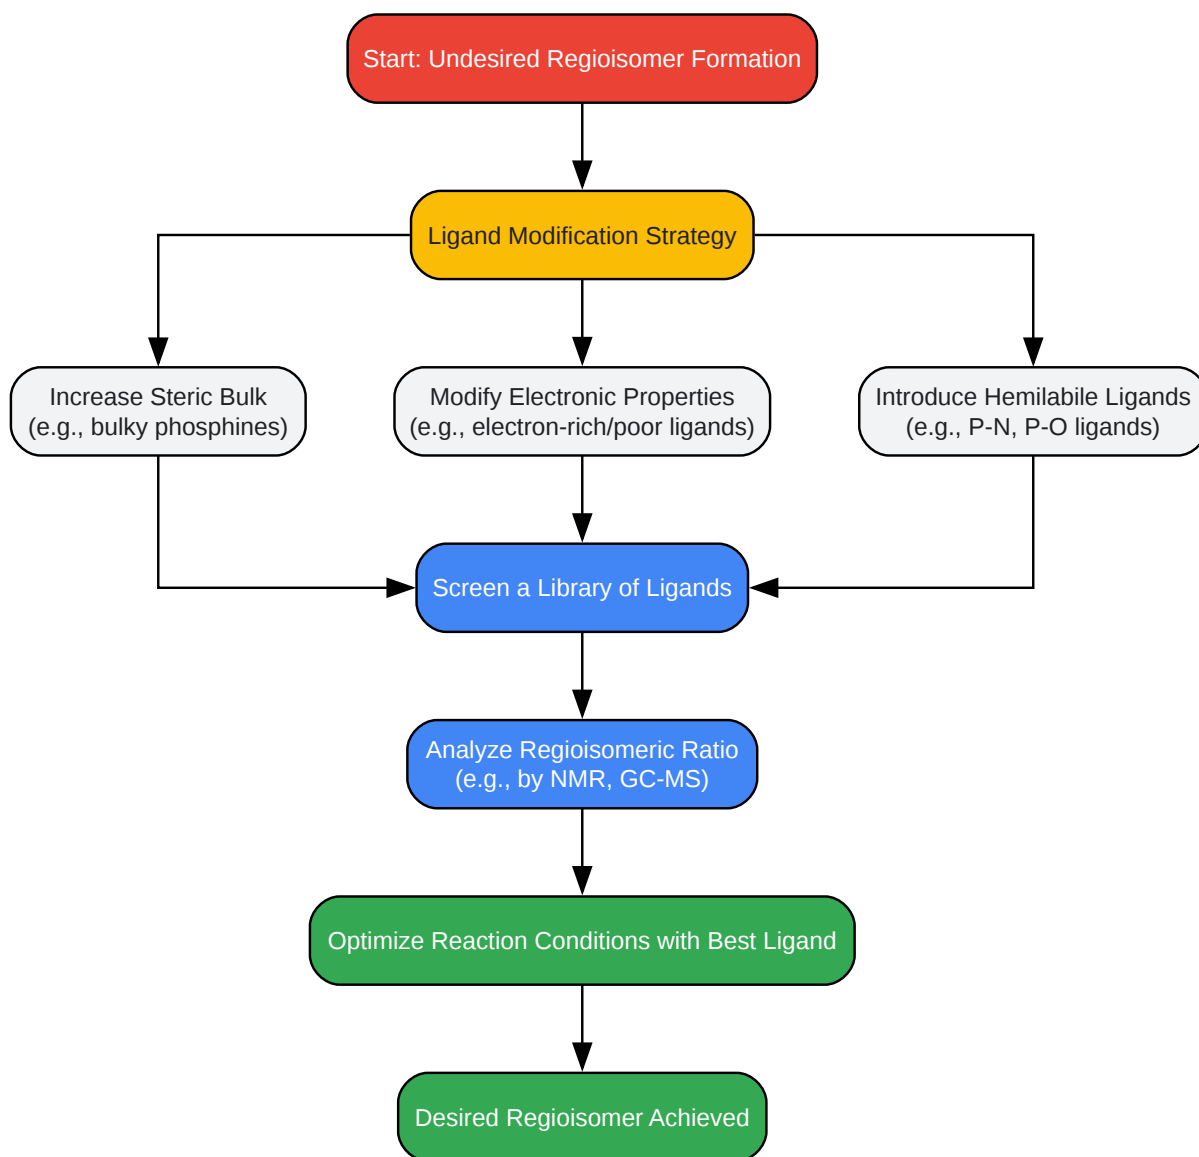 Start: Undesired Regioisomer Formation
Ligand Modification Strategy
Increase Steric Bulk
(e.g., bulky phosphines)
Modify Electronic Properties
(e.g., electron-rich/poor ligands)
Introduce Hemilabile Ligands
(e.g., P-N, P-O ligands)
Screen a Library of Ligands
Analyze Regioisomeric Ratio
(e.g., by NMR, GC-MS)
Optimize Reaction Conditions with Best Ligand
Desired Regioisomer Achieved